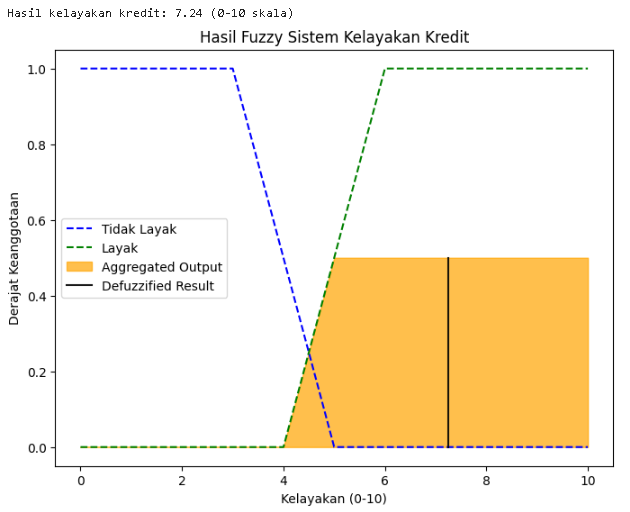 Hasil kelayakan kredit: 7.24 (0-10 skala)
Hasil Fuzzy Sistem Kelayakan Kredit
1.0
0.8
0.6
0.4
0.2
0.0
Derajat Keanggotaan
Tidak Layak
Layak
Aggregated Output
Defuzzified Result
0 2 4 6 8 10
Kelayakan (0-10)